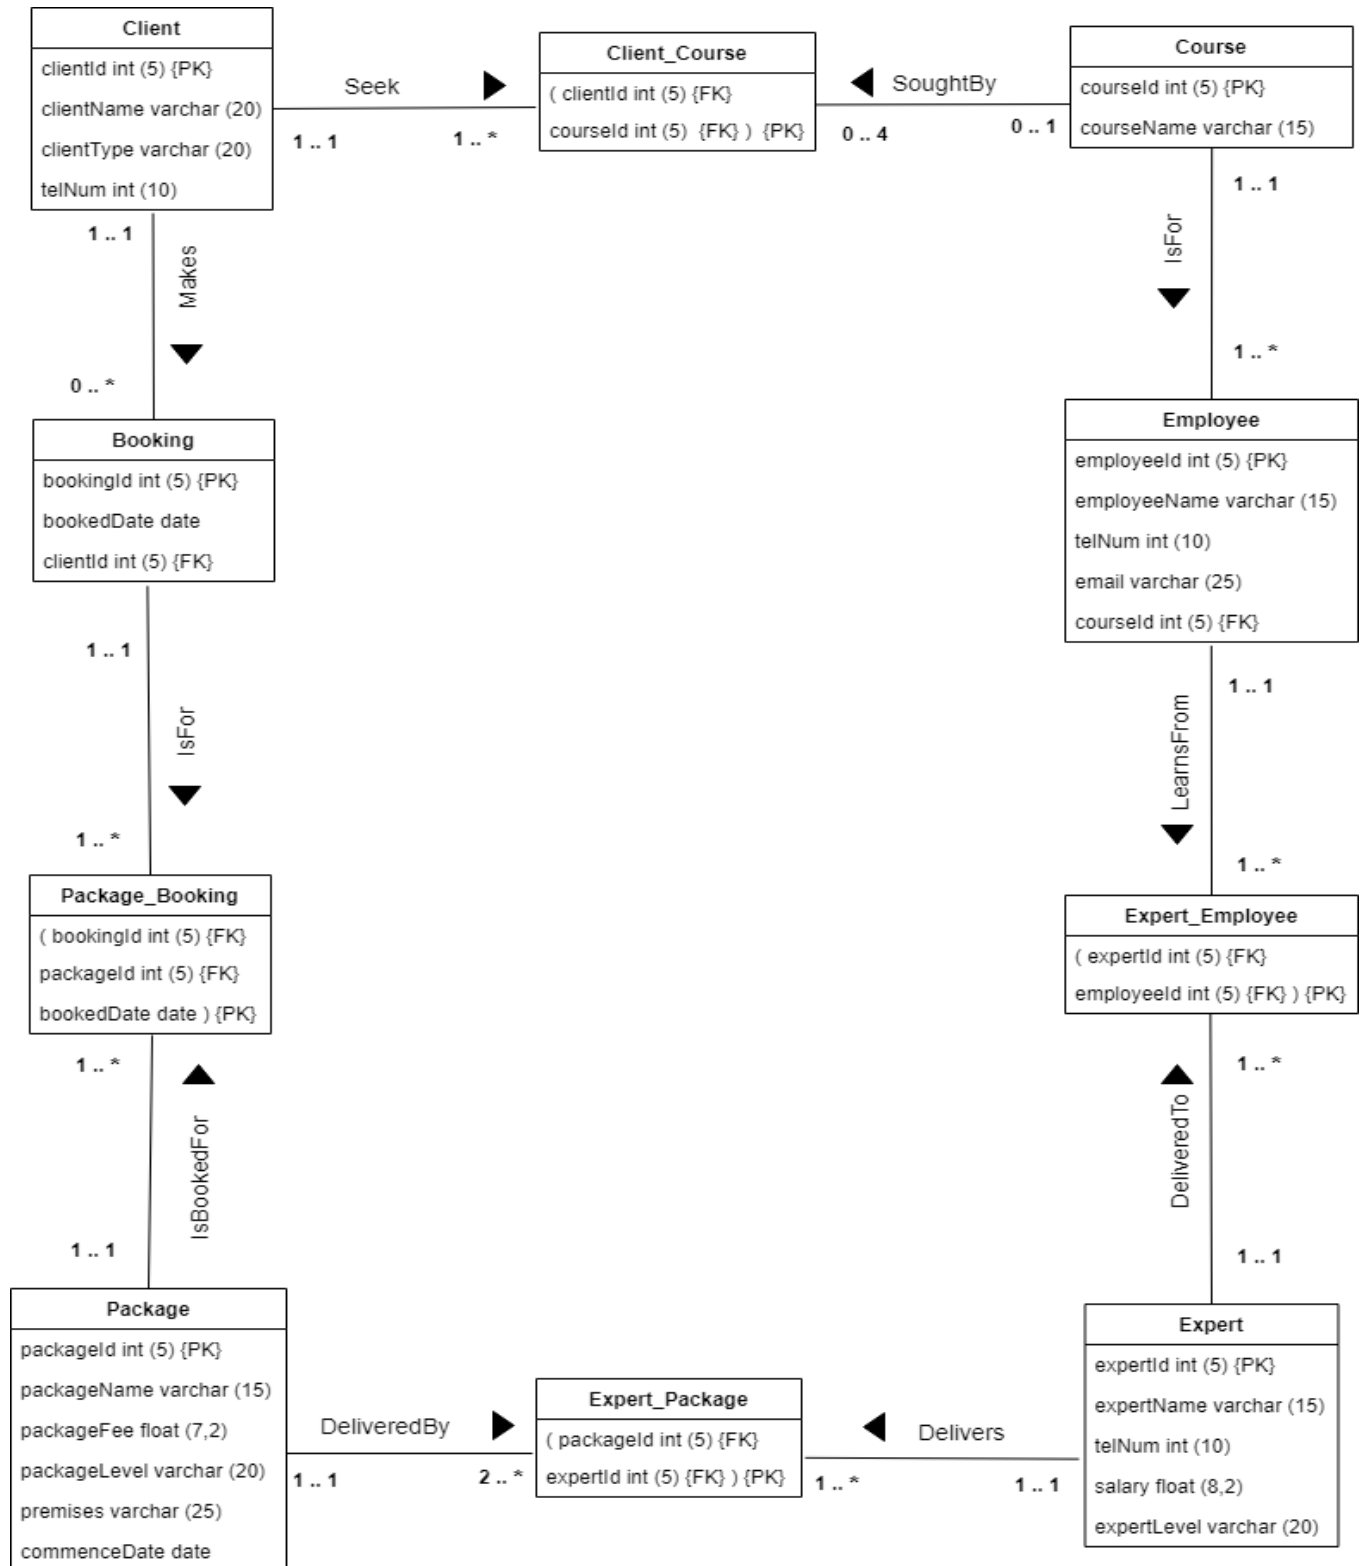 Client
clientId int (5) {PK}
clientName varchar (20)
clientType varchar (20)
telNum int (10)
Seek
1 .. 1
1 .. *
Client_Course
( clientId int (5) {FK}
courseId int (5) {FK} ) {PK}
SoughtBy
0 .. 4
0 .. 1
Course
courseId int (5) {PK}
courseName varchar (15)
1 .. 1
Makes
0 .. *
1 .. 1
IsFor
1 .. *
Booking
bookingId int (5) {PK}
bookedDate date
clientId int (5) {FK}
Employee
employeeId int (5) {PK}
employeeName varchar (15)
telNum int (10)
email varchar (25)
courseId int (5) {FK}
1 .. 1
IsFor
1 .. *
1 .. 1
LearnsFrom
1 .. *
Package_Booking
( bookingId int (5) {FK}
packageId int (5) {FK}
bookedDate date ) {PK}
Expert_Employee
( expertId int (5) {FK}
employeeId int (5) {FK} ) {PK}
1 .. *
IsBookedFor
1 .. 1
1 .. *
DeliveredTo
1 .. 1
Package
packageId int (5) {PK}
packageName varchar (15)
packageFee float (7,2)
packageLevel varchar (20)
premises varchar (25)
commenceDate date
DeliveredBy
1 .. 1
2 .. *
Expert_Package
( packageId int (5) {FK}
expertId int (5) {FK} ) {PK}
Delivers
1 .. *
1 .. 1
Expert
expertId int (5) {PK}
expertName varchar (15)
telNum int (10)
salary float (8,2)
expertLevel varchar (20)